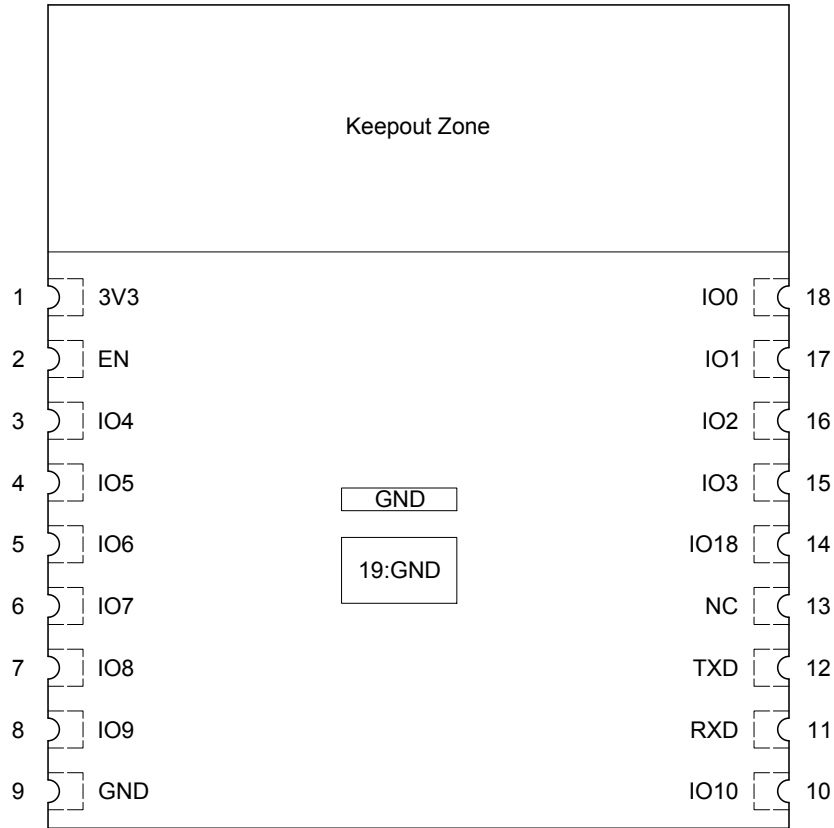 Keepout Zone
1 3V3 IO0 18
2 EN IO1 17
3 IO4 IO2 16
4 IO5 IO3 15
GND
5 IO6 IO18 14
19:GND
6 IO7 NC 13
7 IO8 TXD 12
8 IO9 RXD 11
9 GND IO10 10